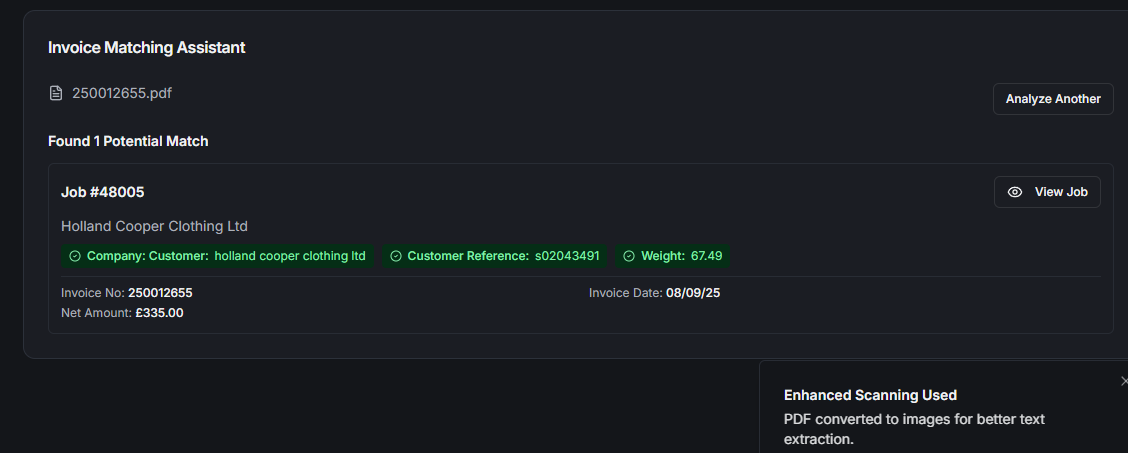 Invoice Matching Assistant
250012655.pdf
Analyze Another
Found 1 Potential Match
Job #48005
View Job
Holland Cooper Clothing Ltd
Company: Customer: holland cooper clothing ltd
Customer Reference: s02043491
Weight: 67.49
Invoice No: 250012655
Invoice Date: 08/09/25
Net Amount: £335.00
Enhanced Scanning Used
PDF converted to images for better text
extraction.